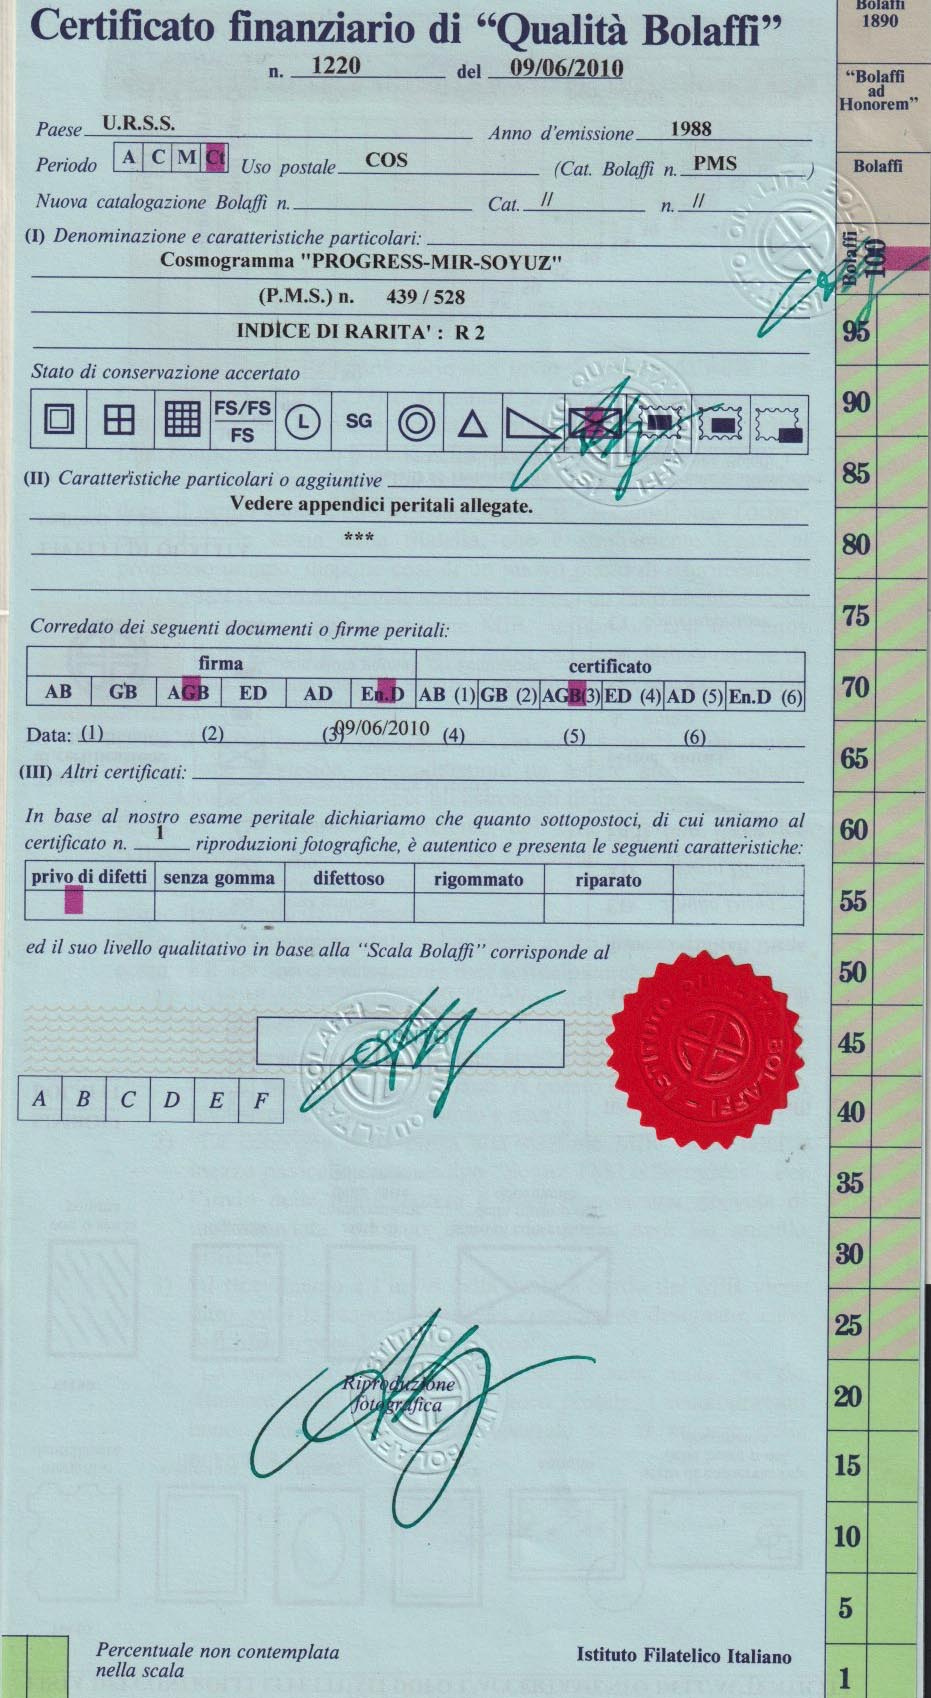 Certificato finanziario di “Qualità Bolaffi”
n. 1220 del 09/06/2010
Paese U.R.S.S. Anno d'emissione 1988
Periodo A C M Ct Uso postale COS (Cat. Bolaffi n. PMS )
Nuova catalogazione Bolaffi n. Cat. // n. //
(I) Denominazione e caratteristiche particolari:
Cosmogramma "PROGRESS-MIR-SOYUZ"
(P.M.S.) n. 439 / 528
INDICE DI RARITA' : R 2
Stato di conservazione accertato
FS/FS
FS
L
SG
(II) Caratteristiche particolari o aggiuntive
Vedere appendici peritali allegate.
***
Corredato dei seguenti documenti o firme peritali:
firma certificato
AB GB AGB ED AD En.D AB (1) GB (2) AGB(3) ED (4) AD (5) En.D (6)
Data: (1) (2) (3) 09/06/2010 (4) (5) (6)
(III) Altri certificati:
In base al nostro esame peritale dichiariamo che quanto sottopostoci, di cui uniamo al
certificato n. 1 riproduzioni fotografiche, è autentico e presenta le seguenti caratteristiche:
privo di difetti senza gomma difettoso rigommato riparato
ed il suo livello qualitativo in base alla “Scala Bolaffi” corrisponde al
CENTO
A B C D E F
ISTITUTO QUALITA BOLAFFI
Riproduzione
fotografica
Percentuale non contemplata
nella scala
Istituto Filatelico Italiano
Bolaffi
1890
“Bolaffi
ad
Honorem”
Bolaffi
Bolaffi
100
95
90
85
80
75
70
65
60
55
50
45
40
35
30
25
20
15
10
5
1